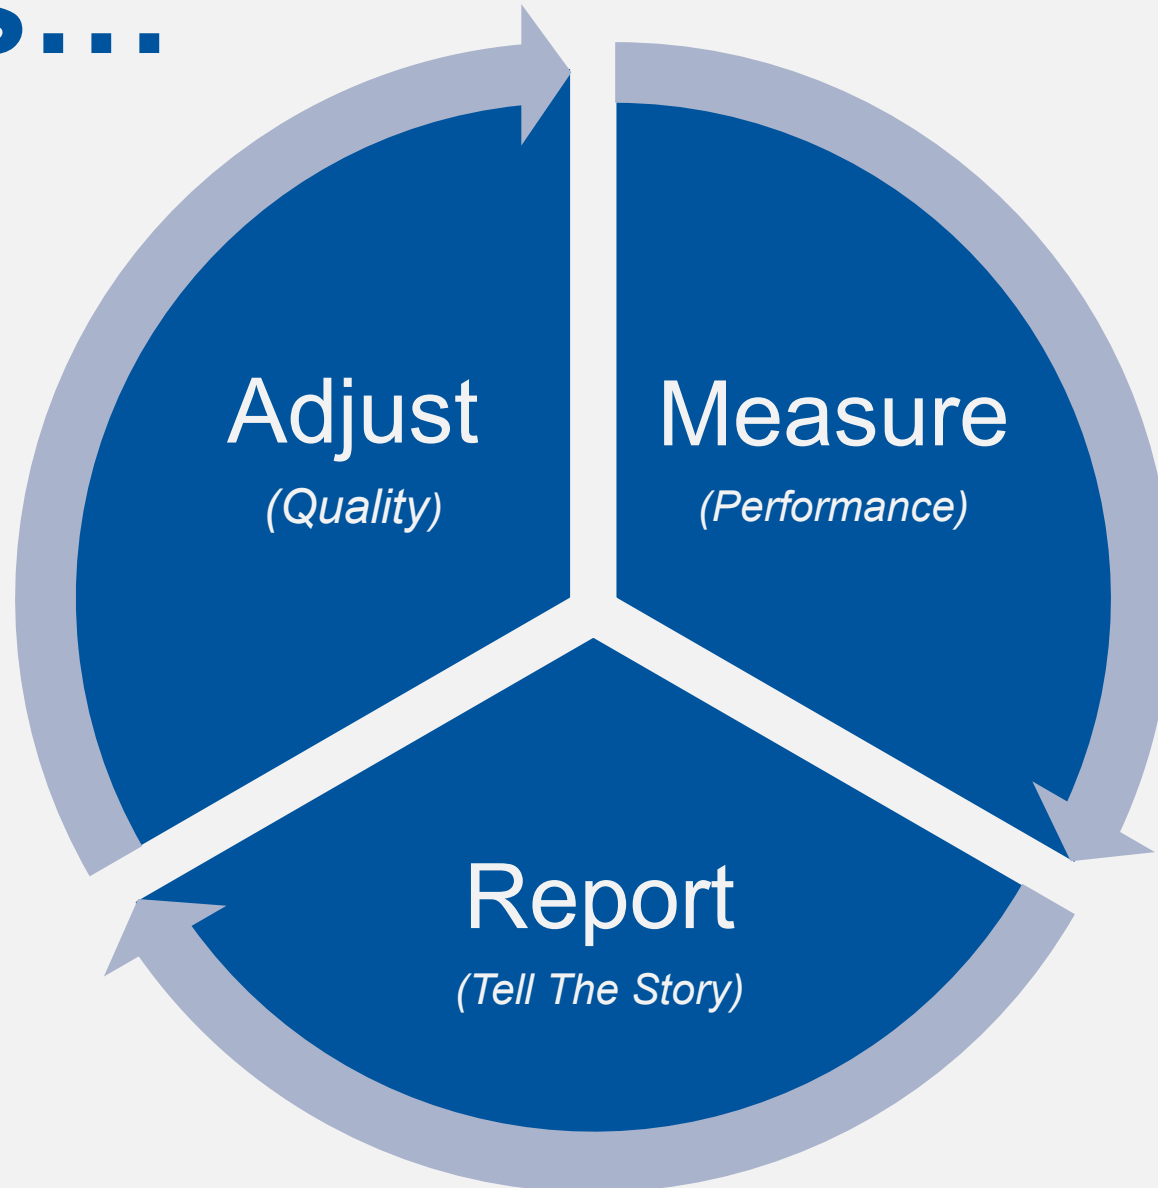 s...
Adjust
(Quality)
Measure
(Performance)
Report
(Tell The Story)